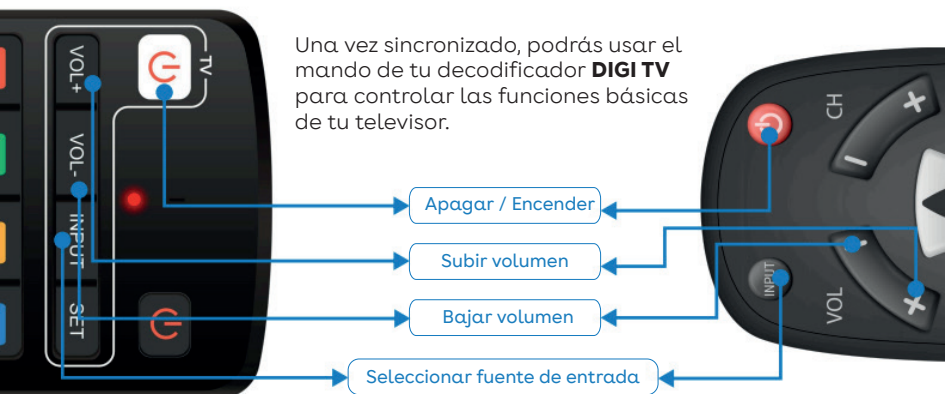 Una vez sincronizado, podrás usar el
mando de tu decodificador DIGI TV
para controlar las funciones básicas
de tu televisor.
TV
VOL+
VOL-
INPUT
SET
Apagar / Encender
Subir volumen
Bajar volumen
Seleccionar fuente de entrada
CH
+
–
INPUT
VOL
–
+